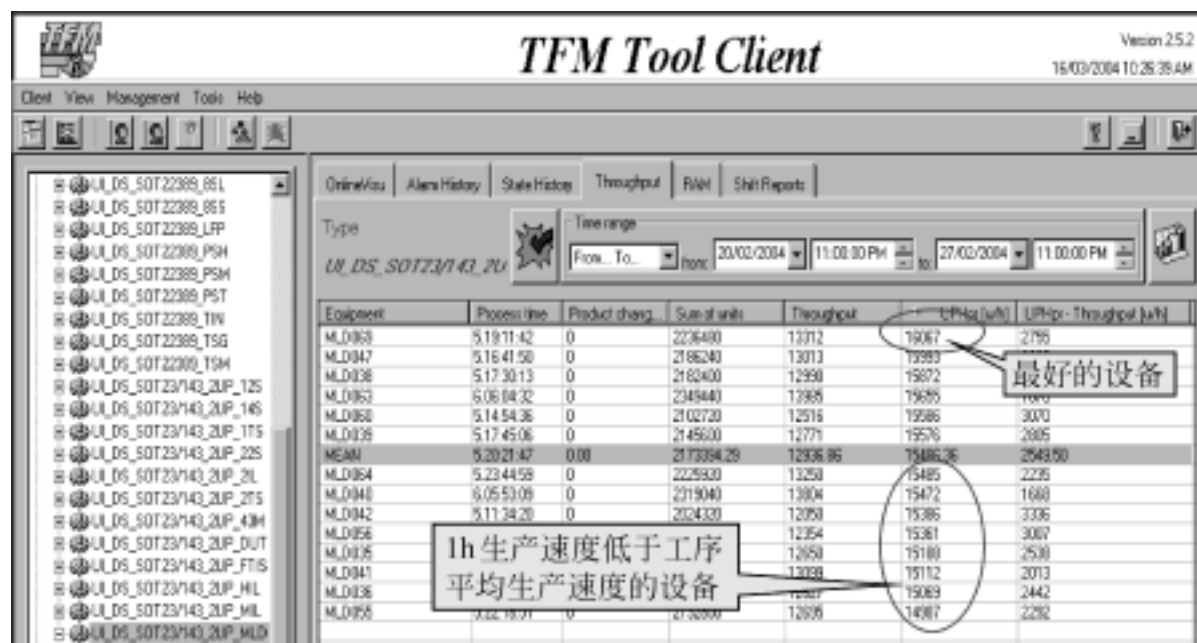 TFM
TFM Tool Client
Version 2.5.2
16/03/2004 10:26:39 AM
Client View Management Tools Help
UI_DS_SOT22389_85L
UI_DS_SOT22389_85S
UI_DS_SOT22389_LFP
UI_DS_SOT22389_PSH
UI_DS_SOT22389_PSM
UI_DS_SOT22389_PST
UI_DS_SOT22389_TIN
UI_DS_SOT22389_TSG
UI_DS_SOT22389_TSM
UI_DS_SOT23/143_2UP_12S
UI_DS_SOT23/143_2UP_14S
UI_DS_SOT23/143_2UP_1TS
UI_DS_SOT23/143_2UP_22S
UI_DS_SOT23/143_2UP_2IL
UI_DS_SOT23/143_2UP_2TS
UI_DS_SOT23/143_2UP_43M
UI_DS_SOT23/143_2UP_DUT
UI_DS_SOT23/143_2UP_FTIS
UI_DS_SOT23/143_2UP_HIL
UI_DS_SOT23/143_2UP_MIL
UI_DS_SOT23/143_2UP_MLD
OnlineVisu Alarm History State History Throughput RAM Shift Reports
Type
UI_DS_SOT23/143_2U
Time range
From... To... from: 20/02/2004 11:00:00 PM to: 27/02/2004 11:00:00 PM
Equipment Process time Product chang... Sum of units Throughput UPHpt [u/h] UPHpt - Throughput [u/h]
MLD069 5.19:11:42 0 2236480 13312 16067 2755
MLD047 5.16:41:50 0 2186240 13013 15993
MLD038 5.17:30:13 0 2182400 12990 15872
MLD063 6.06:04:32 0 2349440 13985 15655
MLD060 5.14:54:36 0 2102720 12516 15586 3070
MLD039 5.17:45:06 0 2145600 12771 15576 2805
MEAN 5.20:21:47 0.00 2173394.29 12936.86 15486.36 2549.50
MLD064 5.23:44:59 0 2225920 13250 15485 2235
MLD040 6.05:53:09 0 2319040 13804 15472 1668
MLD042 5.11:34:20 0 2024320 12050 15386 3336
MLD056 12354 15361 3007
MLD035 12650 15188 2538
MLD041 13099 15112 2013
MLD036 15069 2442
MLD055 12695 14987 2292
最好的设备
1h 生产速度低于工序
平均生产速度的设备